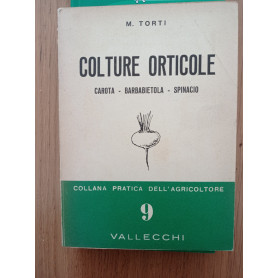 M. TORTI
COLTURE ORTICOLE
CAROTA - BARBABIETOLA - SPINACIO
COLLANA PRATICA DELL'AGRICOLTORE
9
VALLECCHI